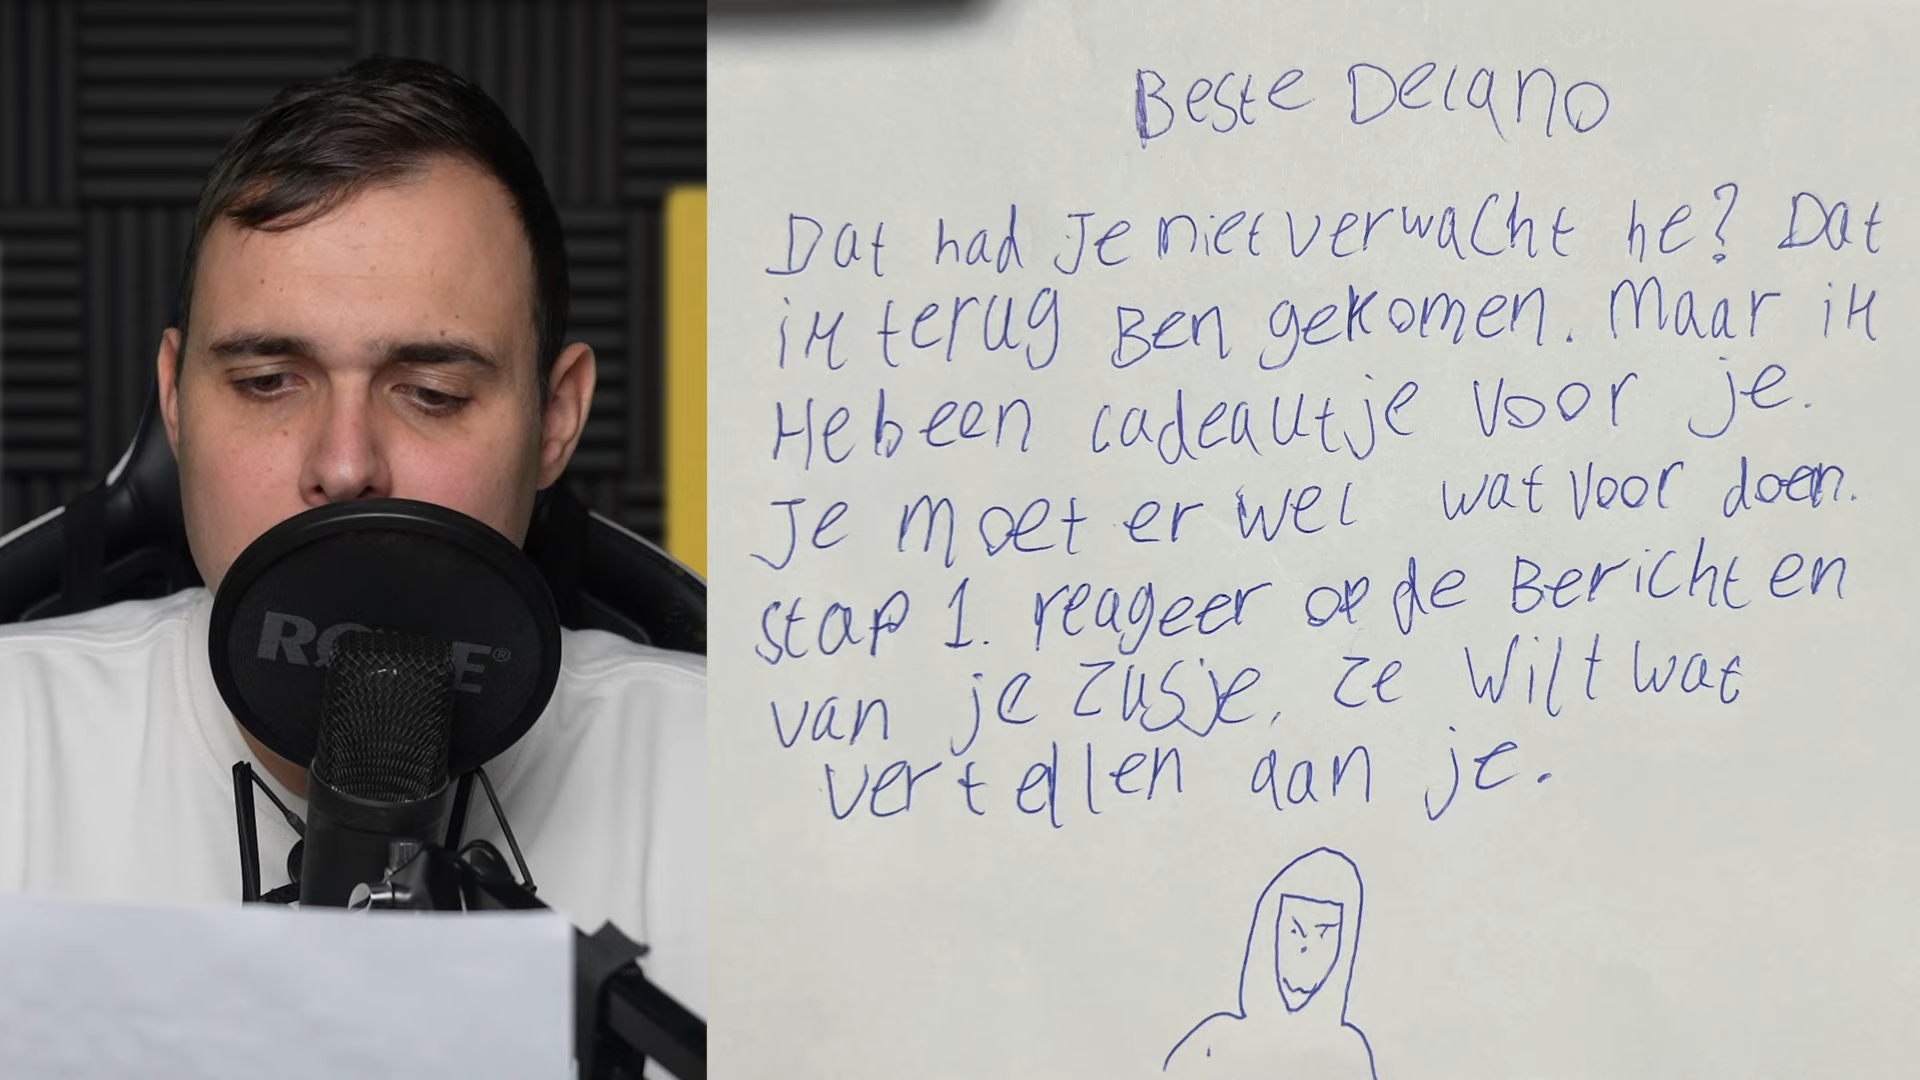 RODE®
Beste Delano
Dat had Je niet verwacht he? Dat
ik terug Ben gekomen. Maar ik
Heb een cadeautje voor je.
Je moet er wel wat voor doen.
stap 1. reageer op de Berichten
van je zusje, ze wilt wat
vertellen aan je.